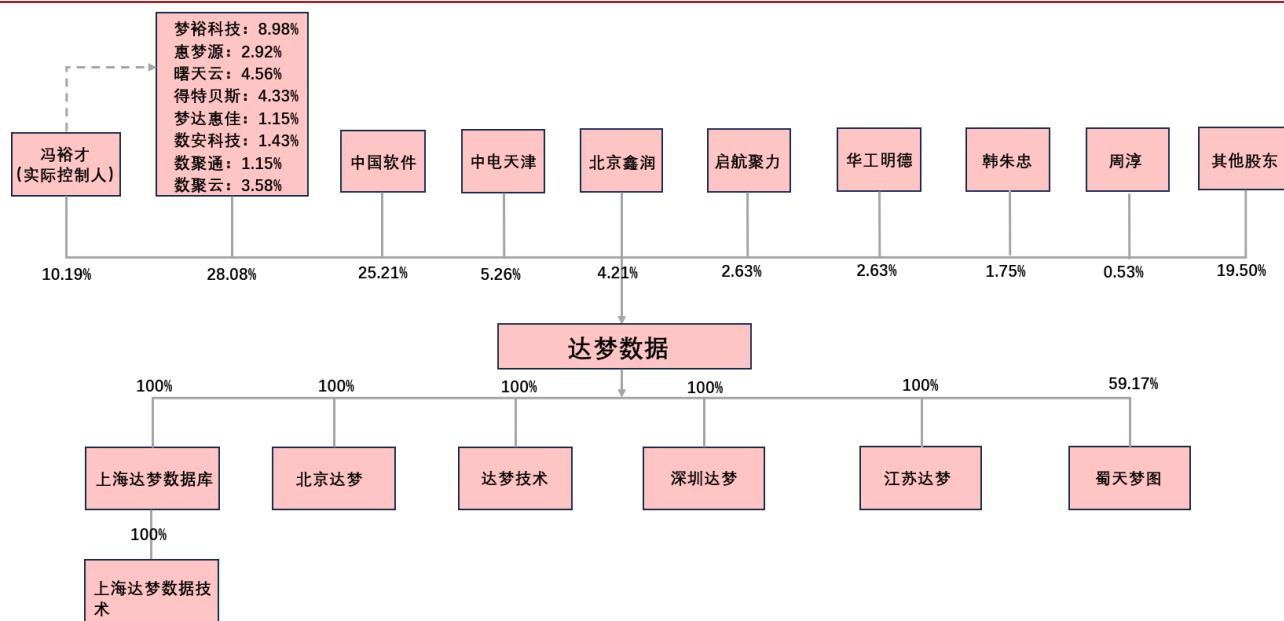 梦裕科技：8.98%
惠梦源：2.92%
曙天云：4.56%
得特贝斯：4.33%
梦达惠佳：1.15%
数安科技：1.43%
数聚通：1.15%
数聚云：3.58%
冯裕才
(实际控制人)
中国软件
中电天津
北京鑫润
启航聚力
华工明德
韩朱忠
周淳
其他股东
10.19%
28.08%
25.21%
5.26%
4.21%
2.63%
2.63%
1.75%
0.53%
19.50%
达梦数据
100%
100%
100%
100%
100%
59.17%
上海达梦数据库
北京达梦
达梦技术
深圳达梦
江苏达梦
蜀天梦图
100%
上海达梦数据技
术